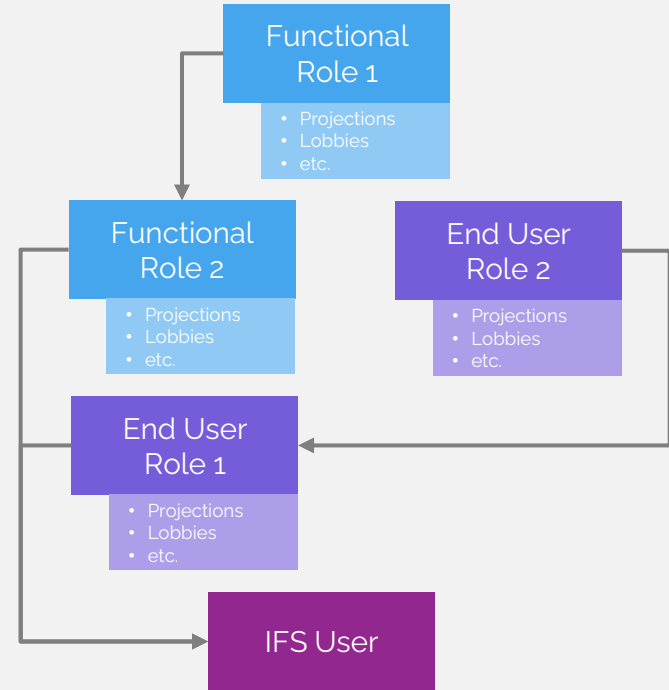 Functional
Role 1
• Projections
• Lobbies
• etc.
Functional
Role 2
• Projections
• Lobbies
• etc.
End User
Role 2
• Projections
• Lobbies
• etc.
End User
Role 1
• Projections
• Lobbies
• etc.
IFS User